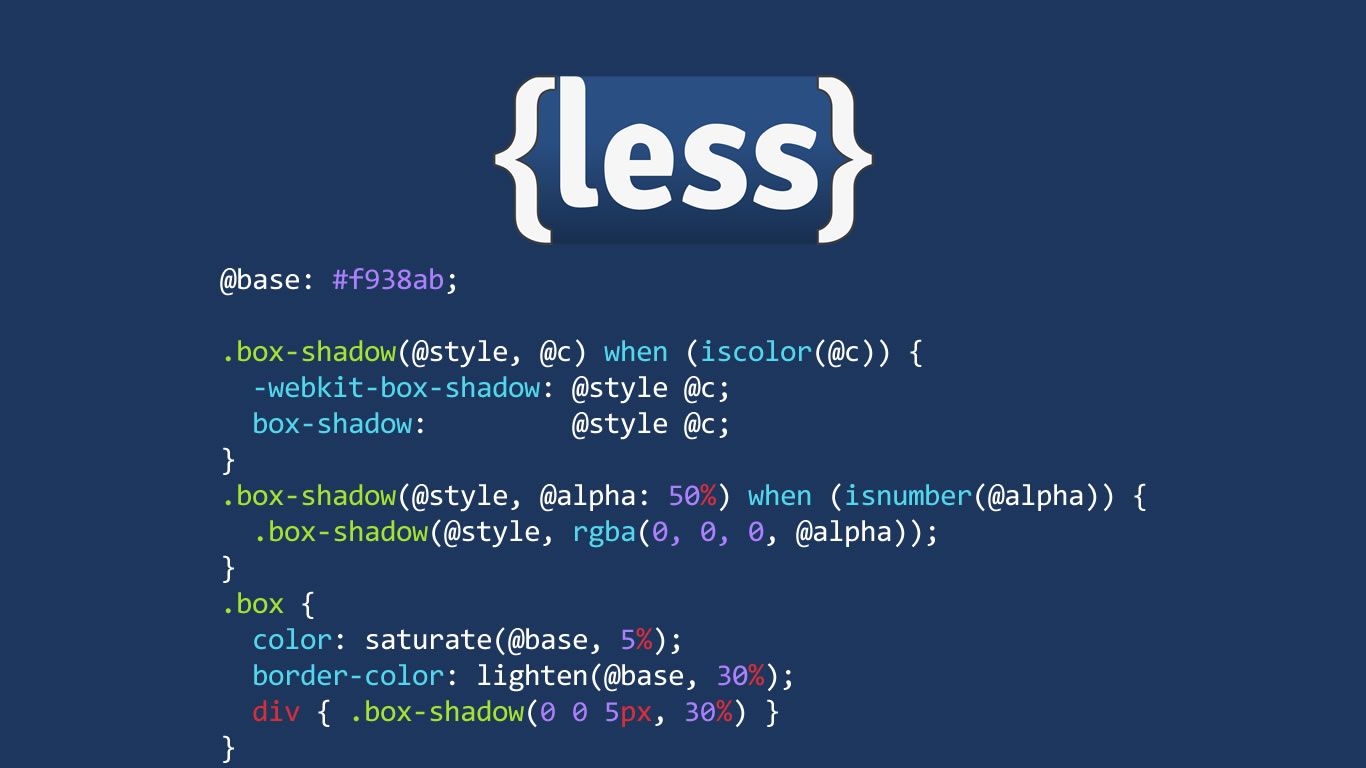 {less}
@base: #f938ab;
.box-shadow(@style, @c) when (iscolor(@c)) {
  -webkit-box-shadow: @style @c;
  box-shadow:         @style @c;
}
.box-shadow(@style, @alpha: 50%) when (isnumber(@alpha)) {
  .box-shadow(@style, rgba(0, 0, 0, @alpha));
}
.box {
  color: saturate(@base, 5%);
  border-color: lighten(@base, 30%);
  div { .box-shadow(0 0 5px, 30%) }
}